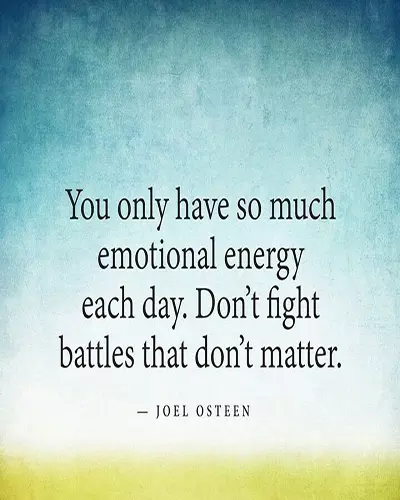 You only have so much
emotional energy
each day. Don’t fight
battles that don’t matter.
— JOEL OSTEEN